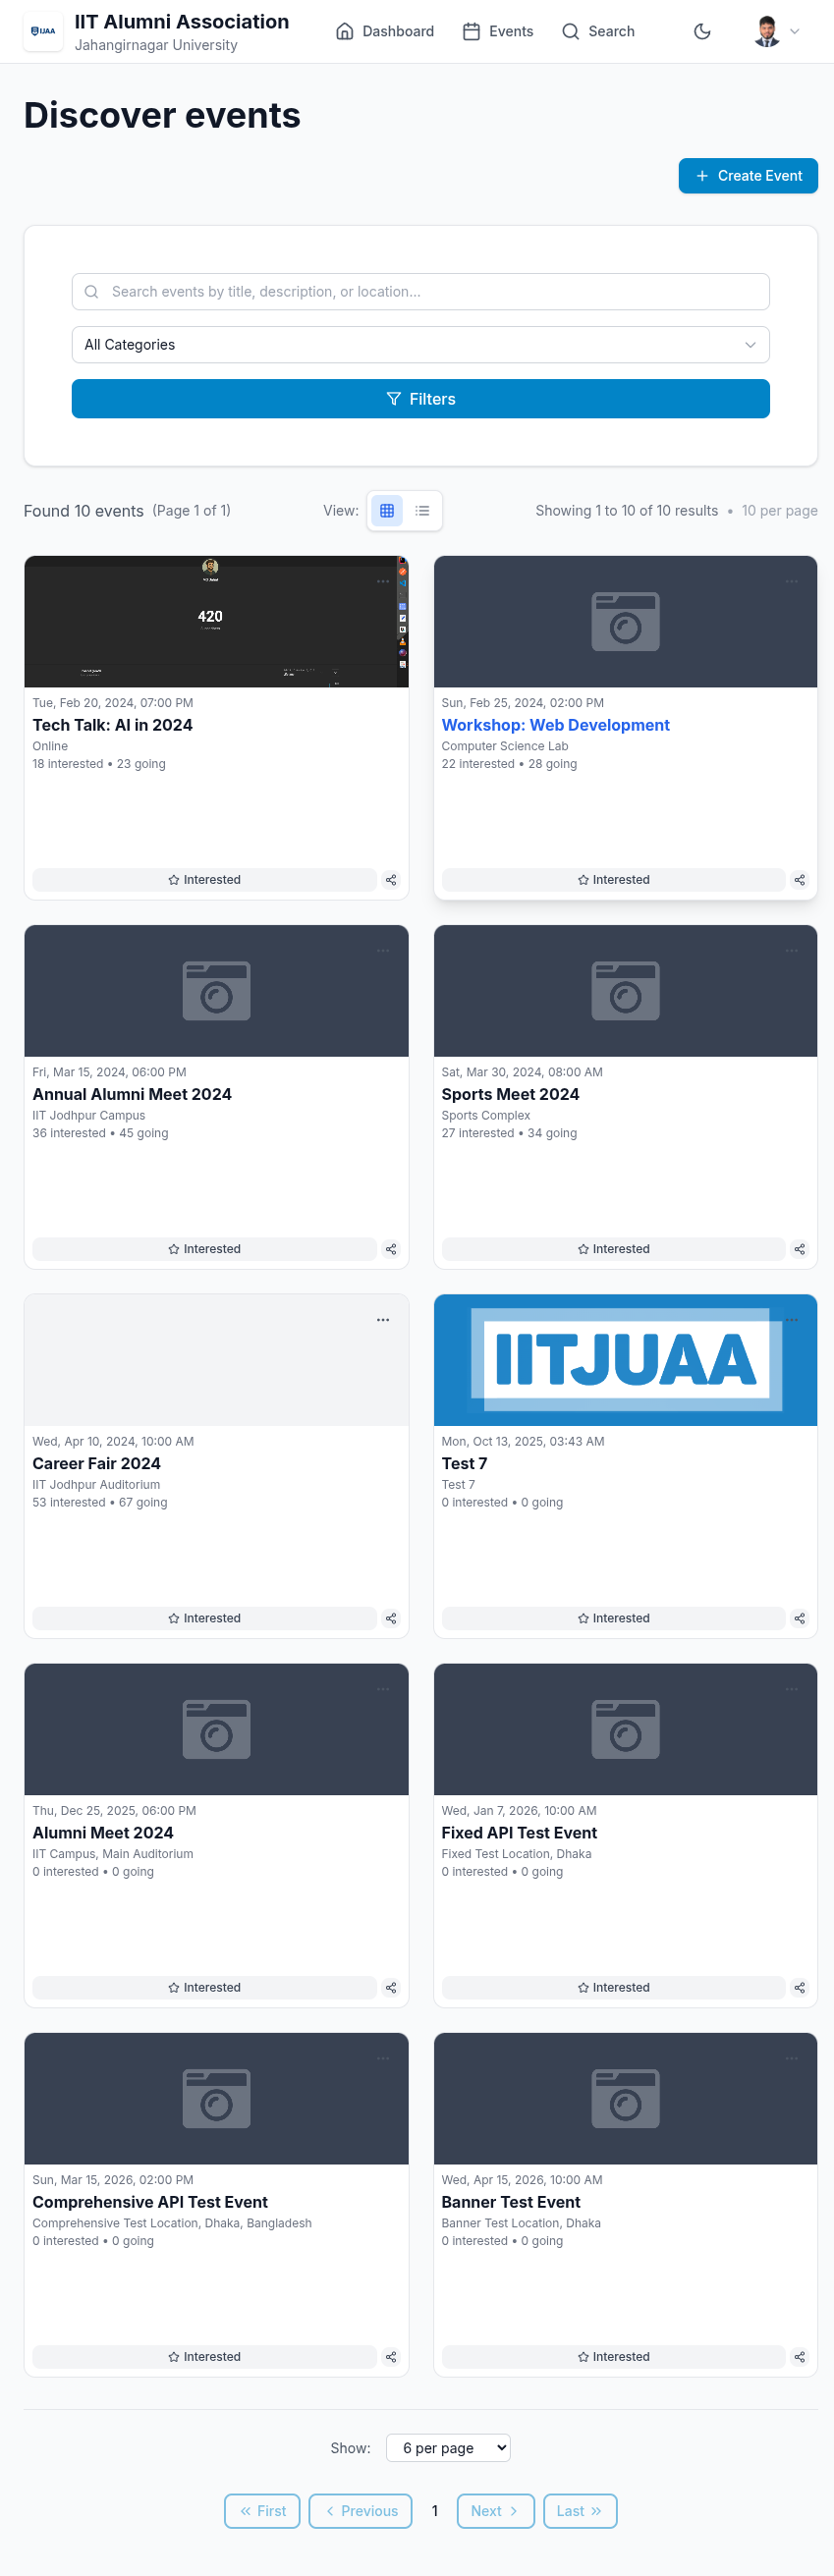 IJAA
IIT Alumni Association
Jahangirnagar University
Dashboard
Events
Search
Discover events
Create Event
Search events by title, description, or location...
All Categories
Filters
Found 10 events (Page 1 of 1)
View:
Showing 1 to 10 of 10 results • 10 per page
420
Tue, Feb 20, 2024, 07:00 PM
Tech Talk: AI in 2024
Online
18 interested • 23 going
Interested
Sun, Feb 25, 2024, 02:00 PM
Workshop: Web Development
Computer Science Lab
22 interested • 28 going
Interested
Fri, Mar 15, 2024, 06:00 PM
Annual Alumni Meet 2024
IIT Jodhpur Campus
36 interested • 45 going
Interested
Sat, Mar 30, 2024, 08:00 AM
Sports Meet 2024
Sports Complex
27 interested • 34 going
Interested
Wed, Apr 10, 2024, 10:00 AM
Career Fair 2024
IIT Jodhpur Auditorium
53 interested • 67 going
Interested
IITJUAA
Mon, Oct 13, 2025, 03:43 AM
Test 7
Test 7
0 interested • 0 going
Interested
Thu, Dec 25, 2025, 06:00 PM
Alumni Meet 2024
IIT Campus, Main Auditorium
0 interested • 0 going
Interested
Wed, Jan 7, 2026, 10:00 AM
Fixed API Test Event
Fixed Test Location, Dhaka
0 interested • 0 going
Interested
Sun, Mar 15, 2026, 02:00 PM
Comprehensive API Test Event
Comprehensive Test Location, Dhaka, Bangladesh
0 interested • 0 going
Interested
Wed, Apr 15, 2026, 10:00 AM
Banner Test Event
Banner Test Location, Dhaka
0 interested • 0 going
Interested
Show: 6 per page
First
Previous
1
Next
Last